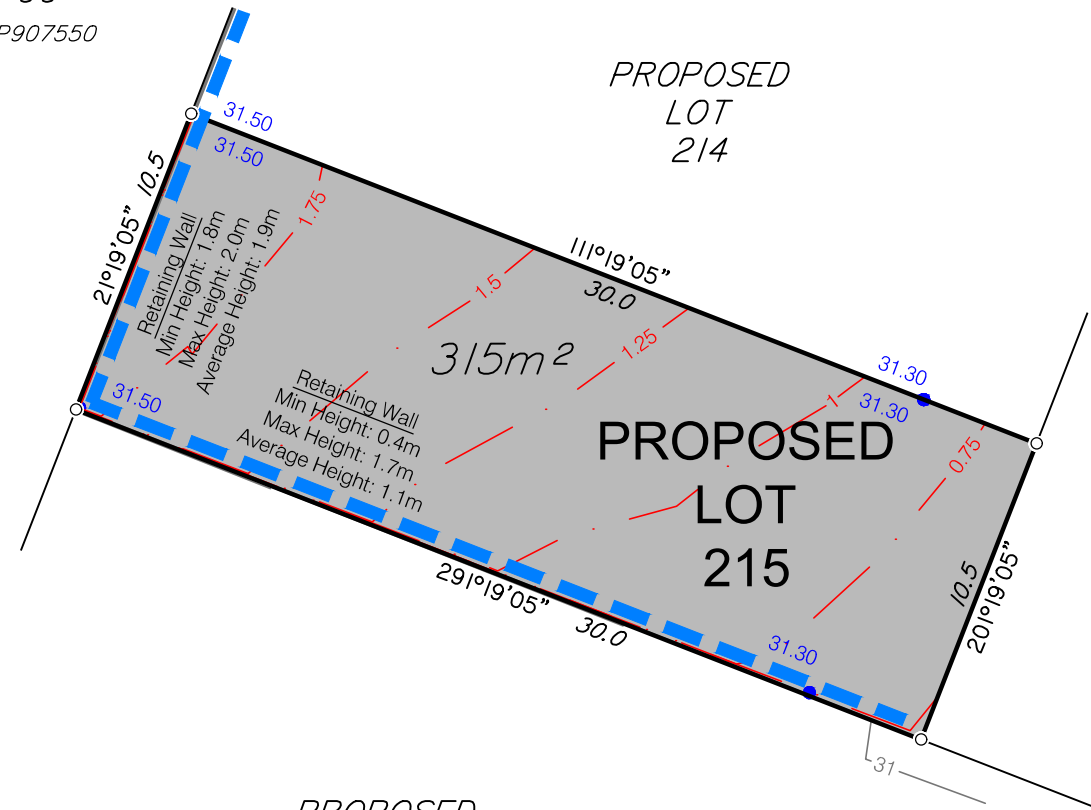 P907550
PROPOSED
LOT
214
31.50
31.50
10.5
21°19'05"
1.75
Retaining Wall
Min Height: 1.8m
Max Height: 2.0m
Average Height: 1.9m
111°19'05"
30.0
1.5
1.25
315m²
31.30
31.30
1
0.75
31.50
Retaining Wall
Min Height: 0.4m
Max Height: 1.7m
Average Height: 1.1m
PROPOSED
LOT
215
10.5
201°19'05"
291°19'05"
30.0
31.30
31
PROPOSED